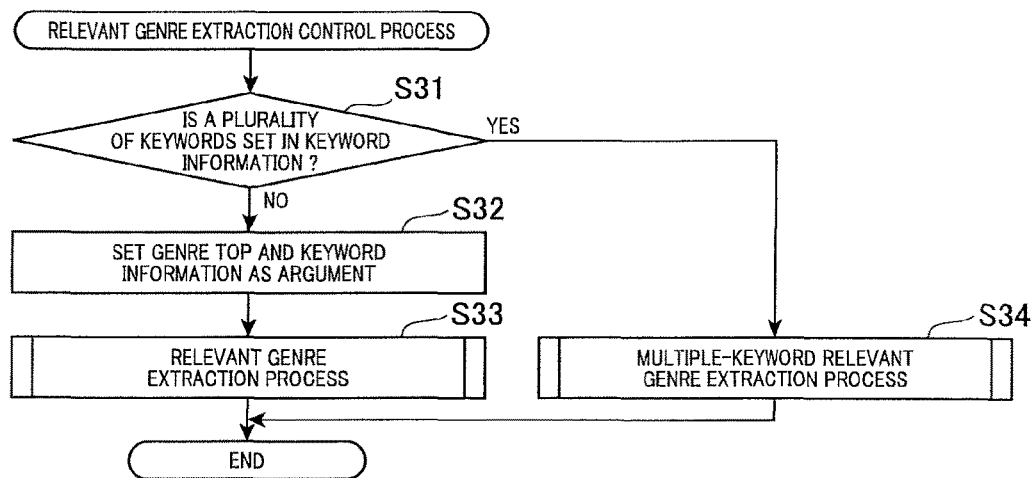 RELEVANT GENRE EXTRACTION CONTROL PROCESS
S31
IS A PLURALITY
OF KEYWORDS SET IN KEYWORD
INFORMATION ?
YES
NO
S32
SET GENRE TOP AND KEYWORD
INFORMATION AS ARGUMENT
S33
RELEVANT GENRE
EXTRACTION PROCESS
S34
MULTIPLE-KEYWORD RELEVANT
GENRE EXTRACTION PROCESS
END